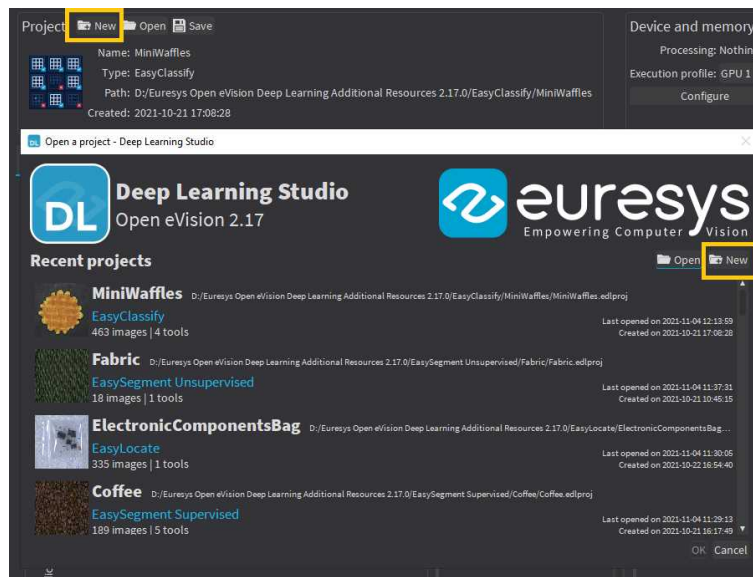 Project New Open Save
Name: MiniWaffles
Type: EasyClassify
Path: D:/Euresys Open eVision Deep Learning Additional Resources 2.17.0/EasyClassify/MiniWaffles
Created: 2021-10-21 17:08:28
Device and memory
Processing: Nothin
Execution profile: GPU 1
Configure
DL Open a project - Deep Learning Studio
DL
Deep Learning Studio
Open eVision 2.17
euresys
Empowering Computer Vision
Recent projects
Open New
MiniWaffles D:/Euresys Open eVision Deep Learning Additional Resources 2.17.0/EasyClassify/MiniWaffles/MiniWaffles.edlproj
EasyClassify
463 images | 4 tools
Last opened on 2021-11-04 12:13:59
Created on 2021-10-21 17:08:28
Fabric D:/Euresys Open eVision Deep Learning Additional Resources 2.17.0/EasySegment Unsupervised/Fabric/Fabric.edlproj
EasySegment Unsupervised
18 images | 1 tools
Last opened on 2021-11-04 11:37:31
Created on 2021-10-21 10:45:15
ElectronicComponentsBag D:/Euresys Open eVision Deep Learning Additional Resources 2.17.0/EasyLocate/ElectronicComponentsBag...
EasyLocate
335 images | 1 tools
Last opened on 2021-11-04 11:30:05
Created on 2021-10-22 16:54:40
Coffee D:/Euresys Open eVision Deep Learning Additional Resources 2.17.0/EasySegment Supervised/Coffee/Coffee.edlproj
EasySegment Supervised
189 images | 5 tools
Last opened on 2021-11-04 11:29:13
Created on 2021-10-21 16:17:49
OK Cancel